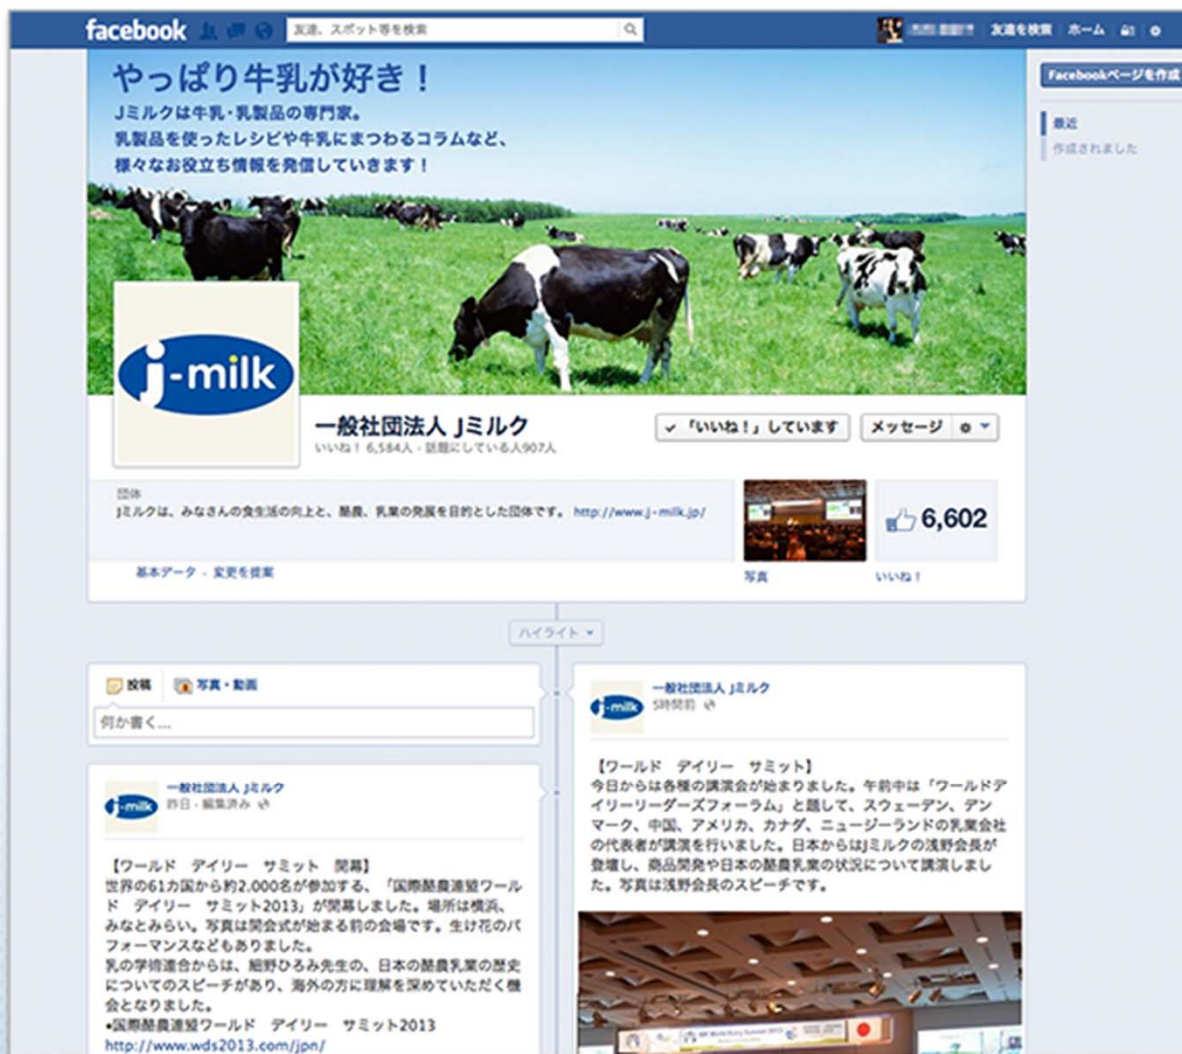 facebook
友達、スポット等を検索
友達を検索 ホーム
Facebookページを作成
最近
作成されました
やっぱり牛乳が好き！
Jミルクは牛乳・乳製品の専門家。
乳製品を使ったレシピや牛乳にまつわるコラムなど、
様々なお役立ち情報を発信していきます！
j-milk
一般社団法人 Jミルク
いいね！ 6,584人・話題にしている人907人
✓ 「いいね！」しています
メッセージ
団体
Jミルクは、みなさんの食生活の向上と、酪農、乳業の発展を目的とした団体です。 http://www.j-milk.jp/
6,602
基本データ - 変更を提案
写真
いいね！
ハイライト
投稿 写真・動画
何か書く...
j-milk
一般社団法人 Jミルク
昨日・編集済み
【ワールド　デイリー　サミット　開幕】
世界の61カ国から約2.000名が参加する、「国際酪農連盟ワール
ド　デイリー　サミット2013」が開幕しました。場所は横浜、
みなとみらい。写真は開会式が始まる前の会場です。生け花のパ
フォーマンスなどもありました。
乳の学術連合からは、細野ひろみ先生の、日本の酪農乳業の歴史
についてのスピーチがあり、海外の方に理解を深めていただく機
会となりました。
•国際酪農連盟ワールド　デイリー　サミット2013
http://www.wds2013.com/jpn/
j-milk
一般社団法人 Jミルク
5時間前
【ワールド　デイリー　サミット】
今日からは各種の講演会が始まりました。午前中は「ワールドデ
イリーリーダーズフォーラム」と題して、スウェーデン、デン
マーク、中国、アメリカ、カナダ、ニュージーランドの乳業会社
の代表者が講演を行いました。日本からはJミルクの浅野会長が
登壇し、商品開発や日本の酪農乳業の状況について講演しまし
た。写真は浅野会長のスピーチです。
IDF World Dairy Summit 2013